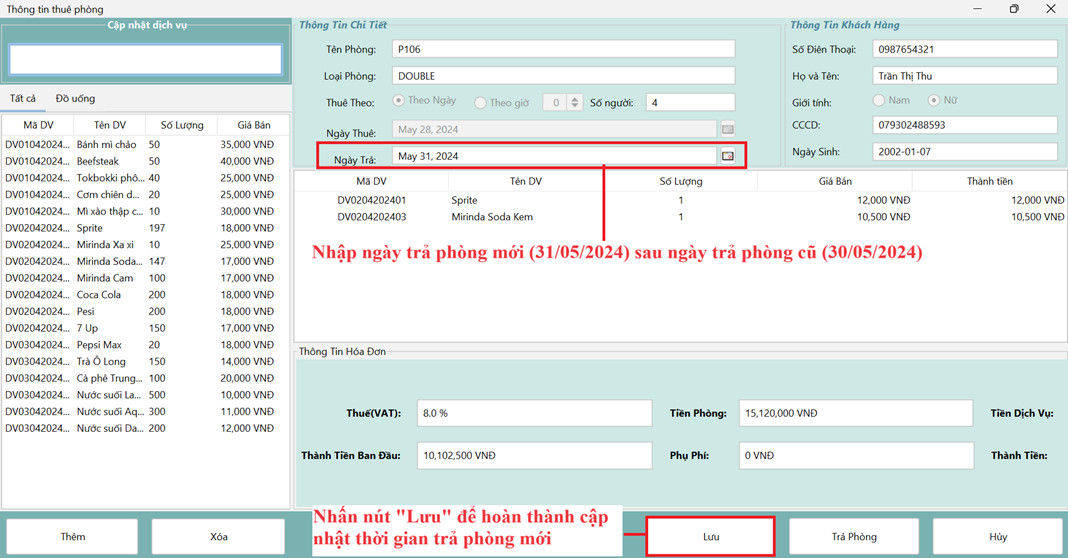 Thông tin thuê phòng
Cập nhật dịch vụ
Tất cả Đồ uống
Mã DV Tên DV Số Lượng Giá Bán
DV01042024... Bánh mì chảo 50 35,000 VNĐ
DV01042024... Beefsteak 50 40,000 VNĐ
DV01042024... Tokbokki phô... 40 25,000 VNĐ
DV01042024... Cơm chiên d... 20 25,000 VNĐ
DV01042024... Mì xào thập c... 10 30,000 VNĐ
DV02042024... Sprite 197 18,000 VNĐ
DV02042024... Mirinda Xa xi 10 25,000 VNĐ
DV02042024... Mirinda Soda... 147 17,000 VNĐ
DV02042024... Mirinda Cam 100 17,000 VNĐ
DV02042024... Coca Cola 200 18,000 VNĐ
DV02042024... Pesi 200 18,000 VNĐ
DV02042024... 7 Up 150 17,000 VNĐ
DV03042024... Pepsi Max 20 18,000 VNĐ
DV03042024... Trà Ô Long 150 14,000 VNĐ
DV03042024... Cà phê Trung... 100 20,000 VNĐ
DV03042024... Nước suối La... 500 10,000 VNĐ
DV03042024... Nước suối Aq... 300 11,000 VNĐ
DV03042024... Nước suối Da... 200 12,000 VNĐ
Thêm Xóa
Thông Tin Chi Tiết
Tên Phòng: P106
Loại Phòng: DOUBLE
Thuê Theo: Theo Ngày Theo giờ 0 Số người: 4
Ngày Thuê: May 28, 2024
Ngày Trả: May 31, 2024
Thông Tin Khách Hàng
Số Điên Thoại: 0987654321
Họ và Tên: Trần Thị Thu
Giới tính: Nam Nữ
CCCD: 079302488593
Ngày Sinh: 2002-01-07
Mã DV Tên DV Số Lượng Giá Bán Thành tiền
DV0204202401 Sprite 1 12,000 VNĐ 12,000 VNĐ
DV0204202403 Mirinda Soda Kem 1 10,500 VNĐ 10,500 VNĐ
Nhập ngày trả phòng mới (31/05/2024) sau ngày trả phòng cũ (30/05/2024)
Thông Tin Hóa Đơn
Thuế(VAT): 8.0 % Tiền Phòng: 15,120,000 VNĐ Tiền Dịch Vụ:
Thành Tiền Ban Đầu: 10,102,500 VNĐ Phụ Phí: 0 VNĐ Thành Tiền:
Nhấn nút "Lưu" để hoàn thành cập
nhật thời gian trả phòng mới
Lưu Trả Phòng Hủy